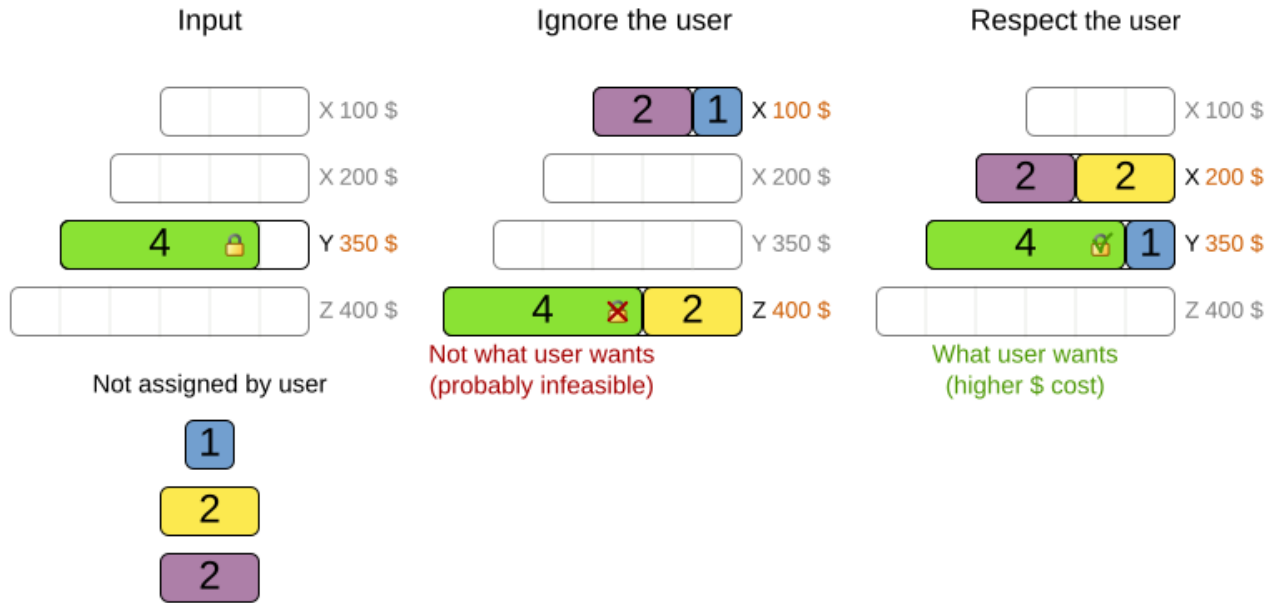 Input
X 100 $
X 200 $
4
Y 350 $
Z 400 $
Not assigned by user
1
2
2
Ignore the user
2 1 X 100 $
X 200 $
Y 350 $
4 2 Z 400 $
Not what user wants
(probably infeasible)
Respect the user
X 100 $
2 2 X 200 $
4 1 Y 350 $
Z 400 $
What user wants
(higher $ cost)